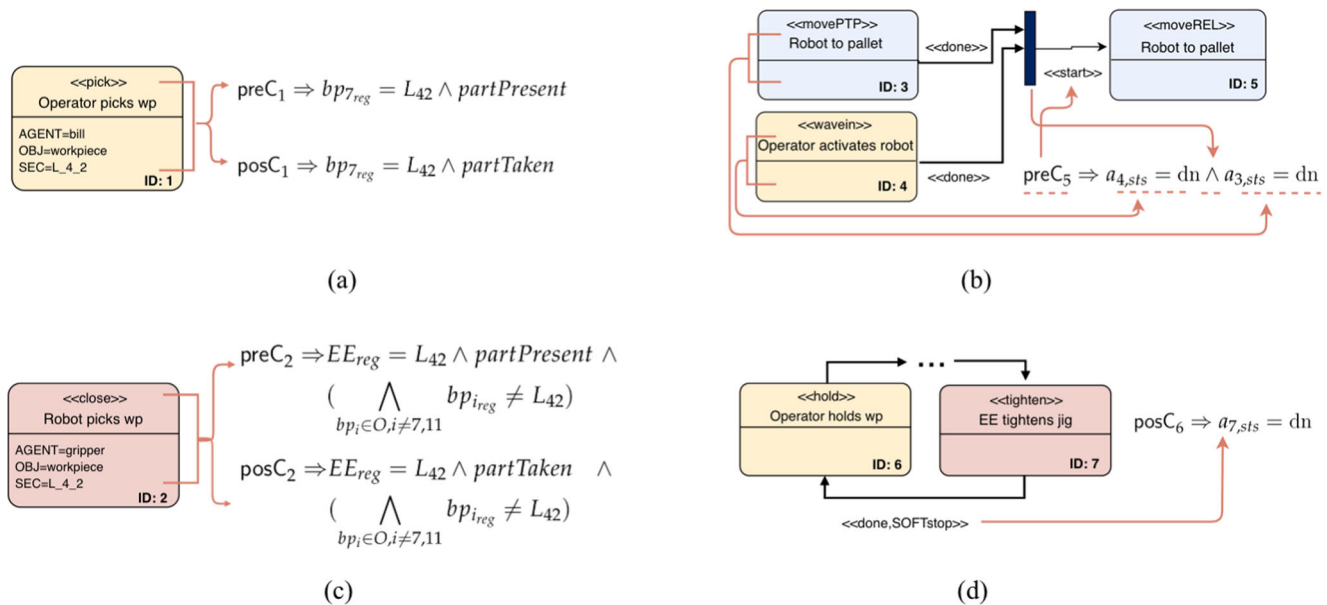 <<pick>>
Operator picks wp
AGENT=bill
OBJ=workpiece
SEC=L_4_2
ID: 1
preC₁ ⇒ bp₇ᵣₑ𝓰 = L₄₂ ∧ partPresent
posC₁ ⇒ bp₇ᵣₑ𝓰 = L₄₂ ∧ partTaken
(a)
<<movePTP>>
Robot to pallet
ID: 3
<<done>>
<<wavein>>
Operator activates robot
ID: 4
<<done>>
<<start>>
<<moveREL>>
Robot to pallet
ID: 5
preC₅ ⇒ a₄,sts = dn ∧ a₃,sts = dn
(b)
<<close>>
Robot picks wp
AGENT=gripper
OBJ=workpiece
SEC=L_4_2
ID: 2
preC₂ ⇒ EEreg = L₄₂ ∧ partPresent ∧
( ⋀ bpireg ≠ L₄₂)
bpi∈O,i≠7,11
posC₂ ⇒ EEreg = L₄₂ ∧ partTaken ∧
( ⋀ bpireg ≠ L₄₂)
bpi∈O,i≠7,11
(c)
<<hold>>
Operator holds wp
ID: 6
...
<<tighten>>
EE tightens jig
ID: 7
<<done,SOFTstop>>
posC₆ ⇒ a₇,sts = dn
(d)